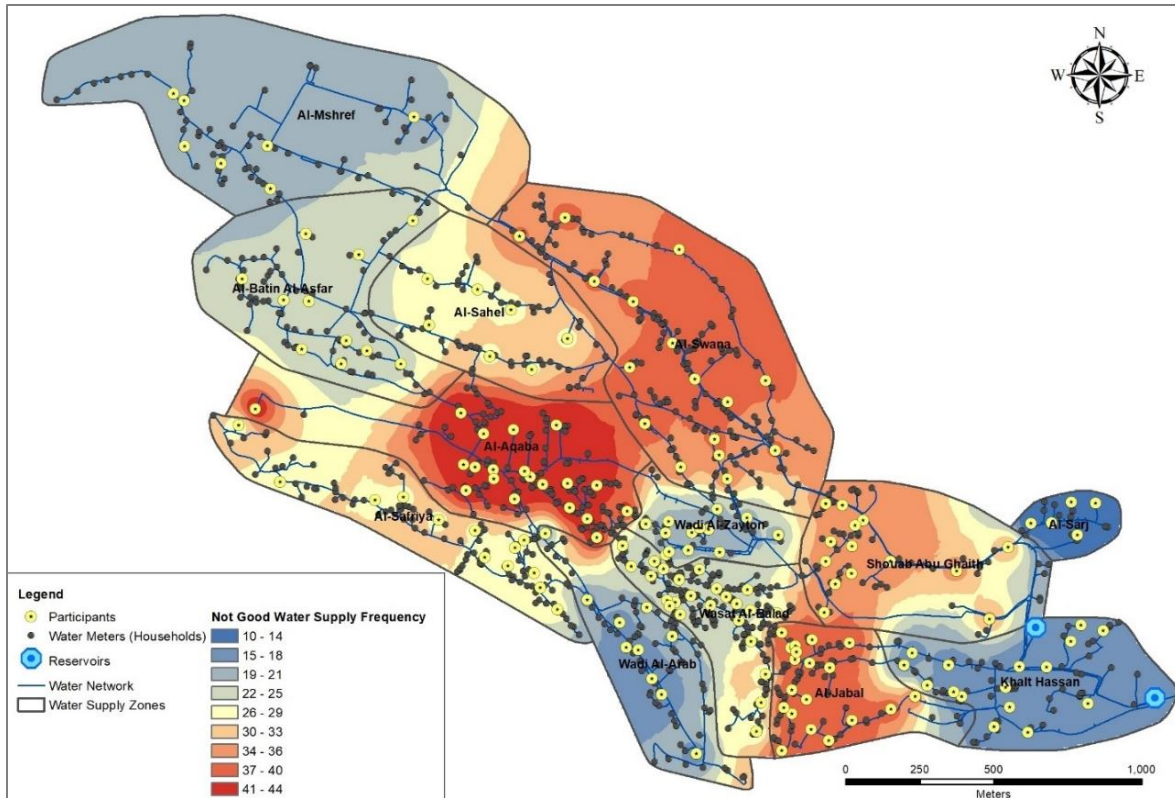 N
W E
S
Al-Mshref
Al-Batin Al-Asfar
Al-Sahel
Al-Swana
Al-Aqaba
Al-Safriya
Wadi Al-Zayton
Al-Sarj
Shouab Abu Ghaith
Wasat Al-Balad
Wadi Al-Arab
Al-Jabal
Khalt Hassan
Legend
Participants
Water Meters (Households)
Reservoirs
Water Network
Water Supply Zones
Not Good Water Supply Frequency
10 - 14
15 - 18
19 - 21
22 - 25
26 - 29
30 - 33
34 - 36
37 - 40
41 - 44
0 250 500 1,000
Meters